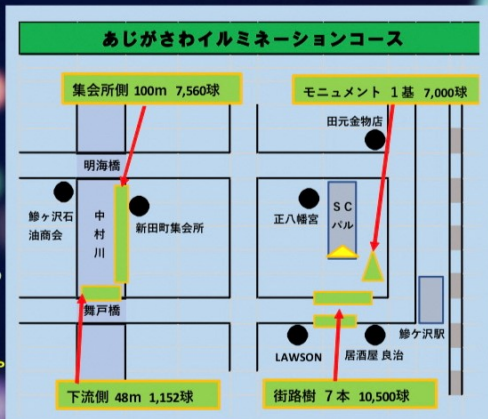 あじがさわイルミネーションコース
集会所側 100m 7,560球
モニュメント 1基 7,000球
田元金物店
明海橋
鰺ヶ沢石
油商会
中村川
新田町集会所
正八幡宮
SC
パル
舞戸橋
鰺ケ沢駅
LAWSON
居酒屋 良治
下流側 48m 1,152球
街路樹 7本 10,500球